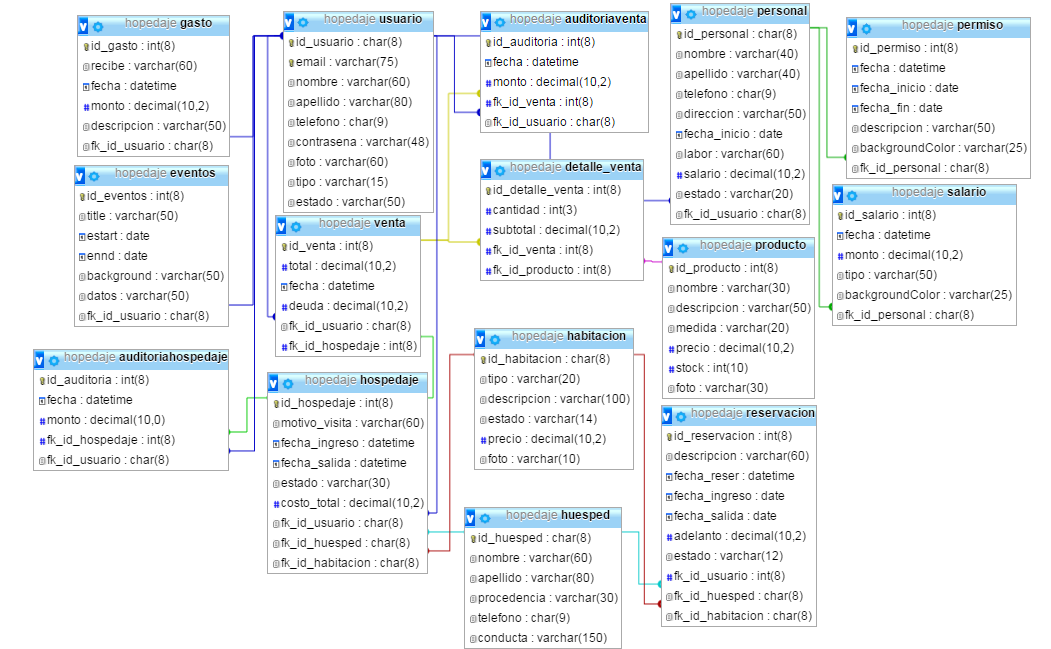 hopedaje gasto
id_gasto : int(8)
recibe : varchar(60)
fecha : datetime
monto : decimal(10,2)
descripcion : varchar(50)
fk_id_usuario : char(8)
hopedaje usuario
id_usuario : char(8)
email : varchar(75)
nombre : varchar(60)
apellido : varchar(80)
telefono : char(9)
contrasena : varchar(48)
foto : varchar(60)
tipo : varchar(15)
estado : varchar(50)
hopedaje auditoriaventa
id_auditoria : int(8)
fecha : datetime
monto : decimal(10,2)
fk_id_venta : int(8)
fk_id_usuario : char(8)
hopedaje personal
id_personal : char(8)
nombre : varchar(40)
apellido : varchar(40)
telefono : char(9)
direccion : varchar(50)
fecha_inicio : date
labor : varchar(60)
salario : decimal(10,2)
estado : varchar(20)
fk_id_usuario : char(8)
hopedaje permiso
id_permiso : int(8)
fecha : datetime
fecha_inicio : date
fecha_fin : date
descripcion : varchar(50)
backgroundColor : varchar(25)
fk_id_personal : char(8)
hopedaje eventos
id_eventos : int(8)
title : varchar(50)
estart : date
ennd : date
background : varchar(50)
datos : varchar(50)
fk_id_usuario : char(8)
hopedaje venta
id_venta : int(8)
total : decimal(10,2)
fecha : datetime
deuda : decimal(10,2)
fk_id_usuario : char(8)
fk_id_hospedaje : int(8)
hopedaje detalle_venta
id_detalle_venta : int(8)
cantidad : int(3)
subtotal : decimal(10,2)
fk_id_venta : int(8)
fk_id_producto : int(8)
hopedaje producto
id_producto : int(8)
nombre : varchar(30)
descripcion : varchar(50)
medida : varchar(20)
precio : decimal(10,2)
stock : int(10)
foto : varchar(30)
hopedaje salario
id_salario : int(8)
fecha : datetime
monto : decimal(10,2)
tipo : varchar(50)
backgroundColor : varchar(25)
fk_id_personal : char(8)
hopedaje auditoriahospedaje
id_auditoria : int(8)
fecha : datetime
monto : decimal(10,0)
fk_id_hospedaje : int(8)
fk_id_usuario : char(8)
hopedaje hospedaje
id_hospedaje : int(8)
motivo_visita : varchar(60)
fecha_ingreso : datetime
fecha_salida : datetime
estado : varchar(30)
costo_total : decimal(10,2)
fk_id_usuario : char(8)
fk_id_huesped : char(8)
fk_id_habitacion : char(8)
hopedaje habitacion
id_habitacion : char(8)
tipo : varchar(20)
descripcion : varchar(100)
estado : varchar(14)
precio : decimal(10,2)
foto : varchar(10)
hopedaje huesped
id_huesped : char(8)
nombre : varchar(60)
apellido : varchar(80)
procedencia : varchar(30)
telefono : char(9)
conducta : varchar(150)
hopedaje reservacion
id_reservacion : int(8)
descripcion : varchar(60)
fecha_reser : datetime
fecha_ingreso : date
fecha_salida : date
adelanto : decimal(10,2)
estado : varchar(12)
fk_id_usuario : int(8)
fk_id_huesped : char(8)
fk_id_habitacion : char(8)